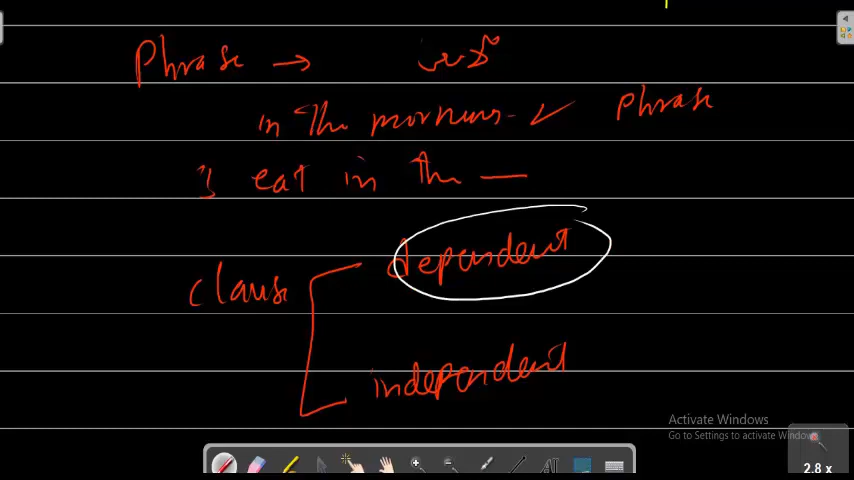 Phrase →
in The morning. ✓ Phrase
I eat in the —
clause
dependent
independent
Activate Windows
Go to Settings to activate Windows.
2.8 x